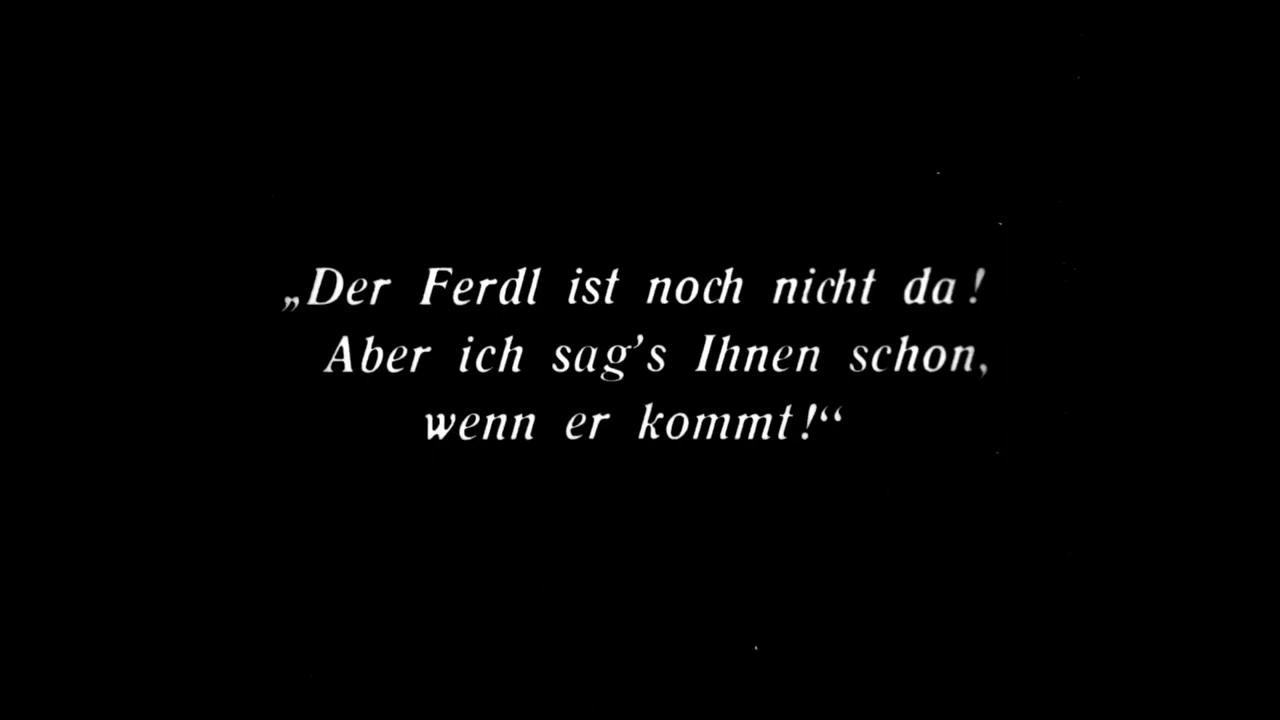 „Der Ferdl ist noch nicht da!
Aber ich sag’s Ihnen schon,
wenn er kommt!“